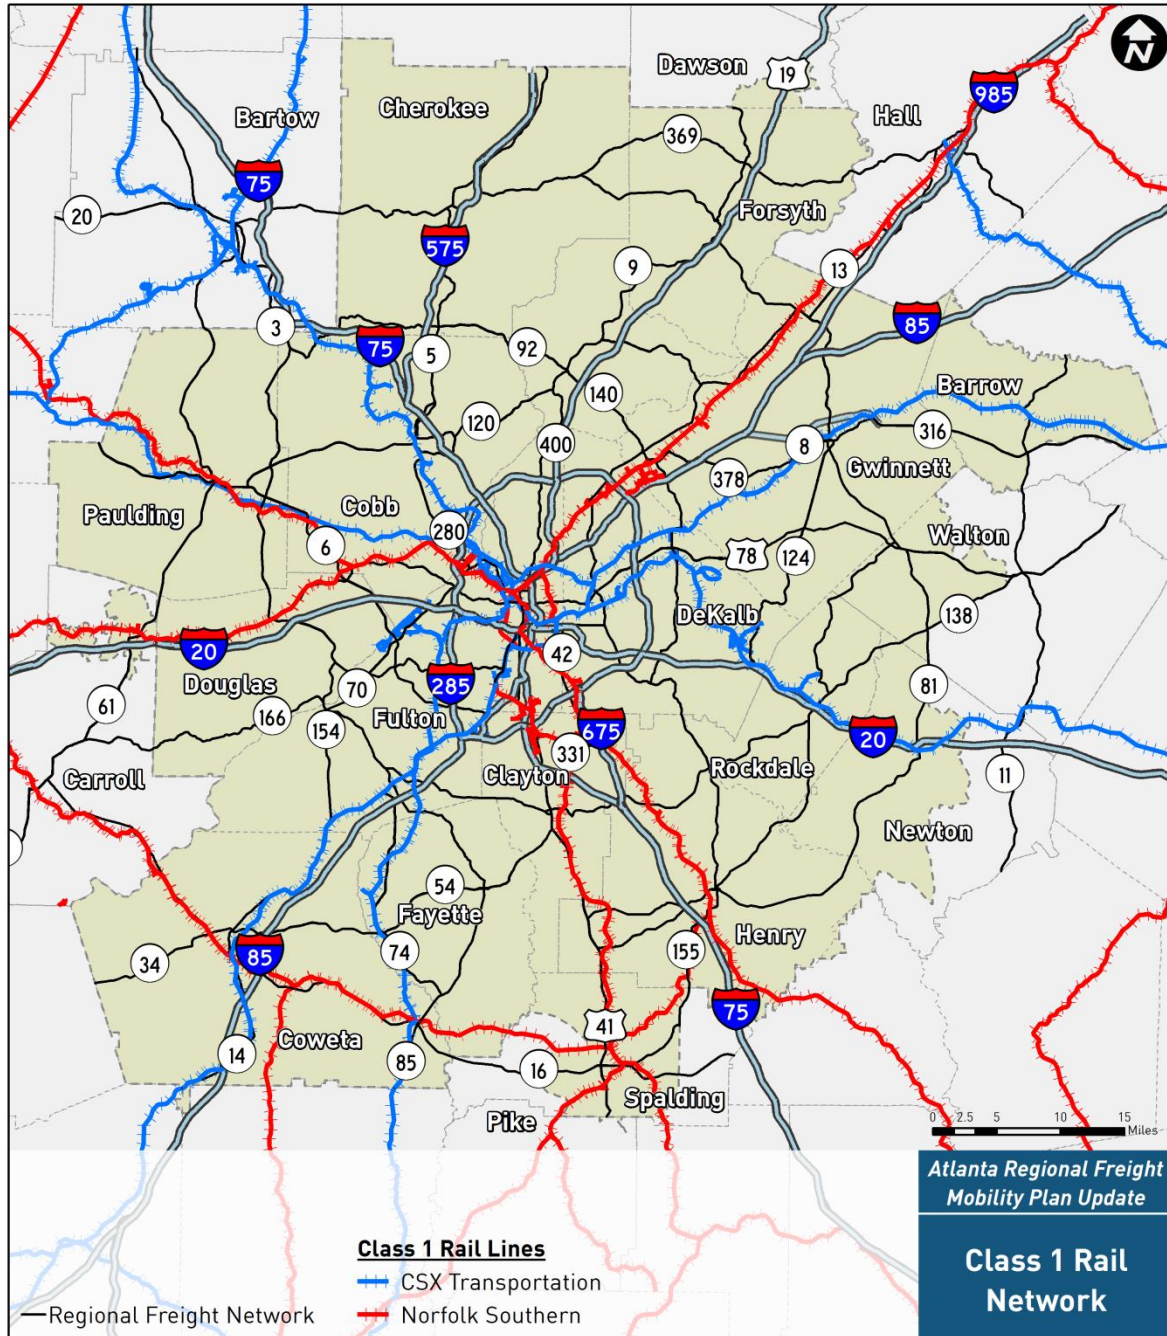 N
Dawson
19
Hall
985
Bartow
Cherokee
369
75
20
Forsyth
575
9
13
3
85
75
5
92
140
Barrow
120
400
8
316
378
Gwinnett
Paulding
Cobb
280
6
78
124
Walton
DeKalb
138
20
42
Douglas
70
285
81
61
166
154
Fulton
675
20
331
Rockdale
Carroll
Clayton
11
Newton
54
Fayette
34
85
74
155
Henry
75
41
14
Coweta
85
16
Spalding
Pike
0 2.5 5 10 15
Miles
Atlanta Regional Freight
Mobility Plan Update
Class 1 Rail
Network
Class 1 Rail Lines
CSX Transportation
Regional Freight Network
Norfolk Southern